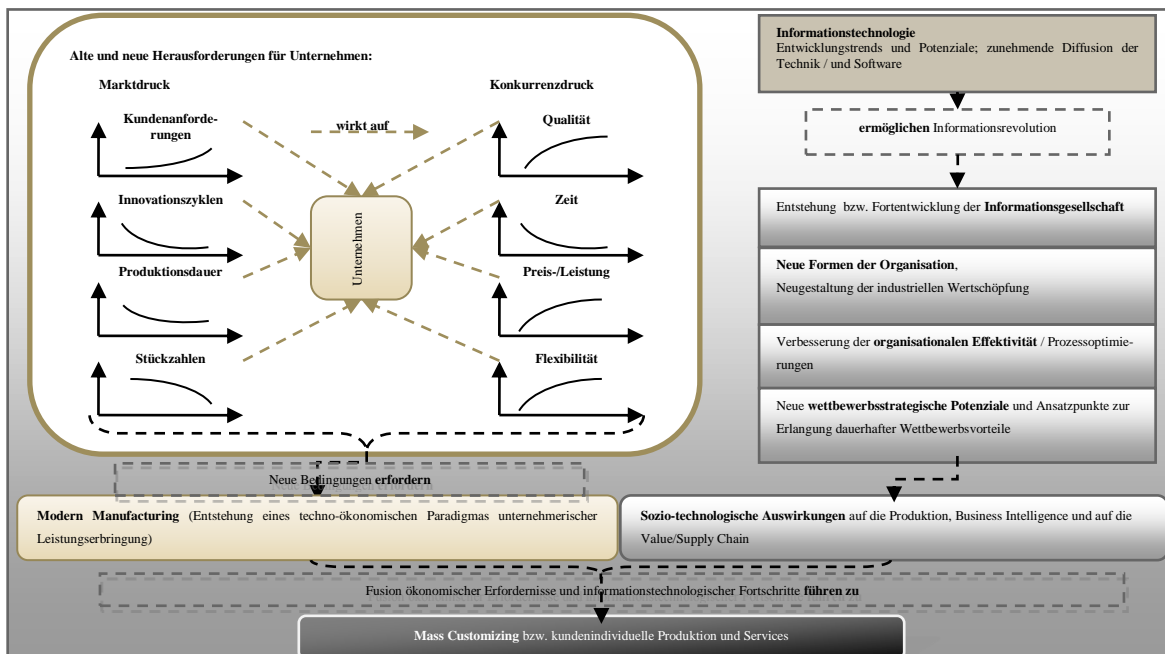 Alte und neue Herausforderungen für Unternehmen:
Marktdruck
Konkurrenzdruck
Kundenanforde-
rungen
wirkt auf
Qualität
Innovationszyklen
Zeit
Unternehmen
Produktionsdauer
Preis-/Leistung
Stückzahlen
Flexibilität
Neue Bedingungen erfordern
Modern Manufacturing (Entstehung eines techno-ökonomischen Paradigmas unternehmerischer
Leistungserbringung)
Informationstechnologie
Entwicklungstrends und Potenziale; zunehmende Diffusion der
Technik / und Software
ermöglichen Informationsrevolution
Entstehung bzw. Fortentwicklung der Informationsgesellschaft
Neue Formen der Organisation,
Neugestaltung der industriellen Wertschöpfung
Verbesserung der organisationalen Effektivität / Prozessoptimie-
rungen
Neue wettbewerbsstrategische Potenziale und Ansatzpunkte zur
Erlangung dauerhafter Wettbewerbsvorteile
Sozio-technologische Auswirkungen auf die Produktion, Business Intelligence und auf die
Value/Supply Chain
Fusion ökonomischer Erfordernisse und informationstechnologischer Fortschritte führen zu
Mass Customizing bzw. kundenindividuelle Produktion und Services